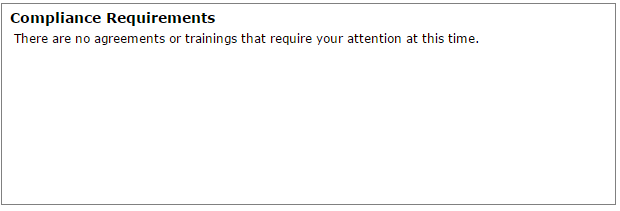 Compliance Requirements
There are no agreements or trainings that require your attention at this time.